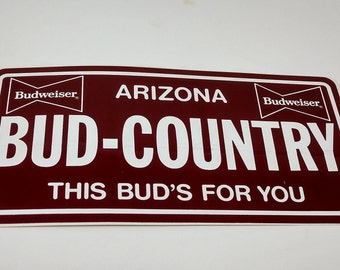 Budweiser
ARIZONA
Budweiser
BUD-COUNTRY
THIS BUD'S FOR YOU